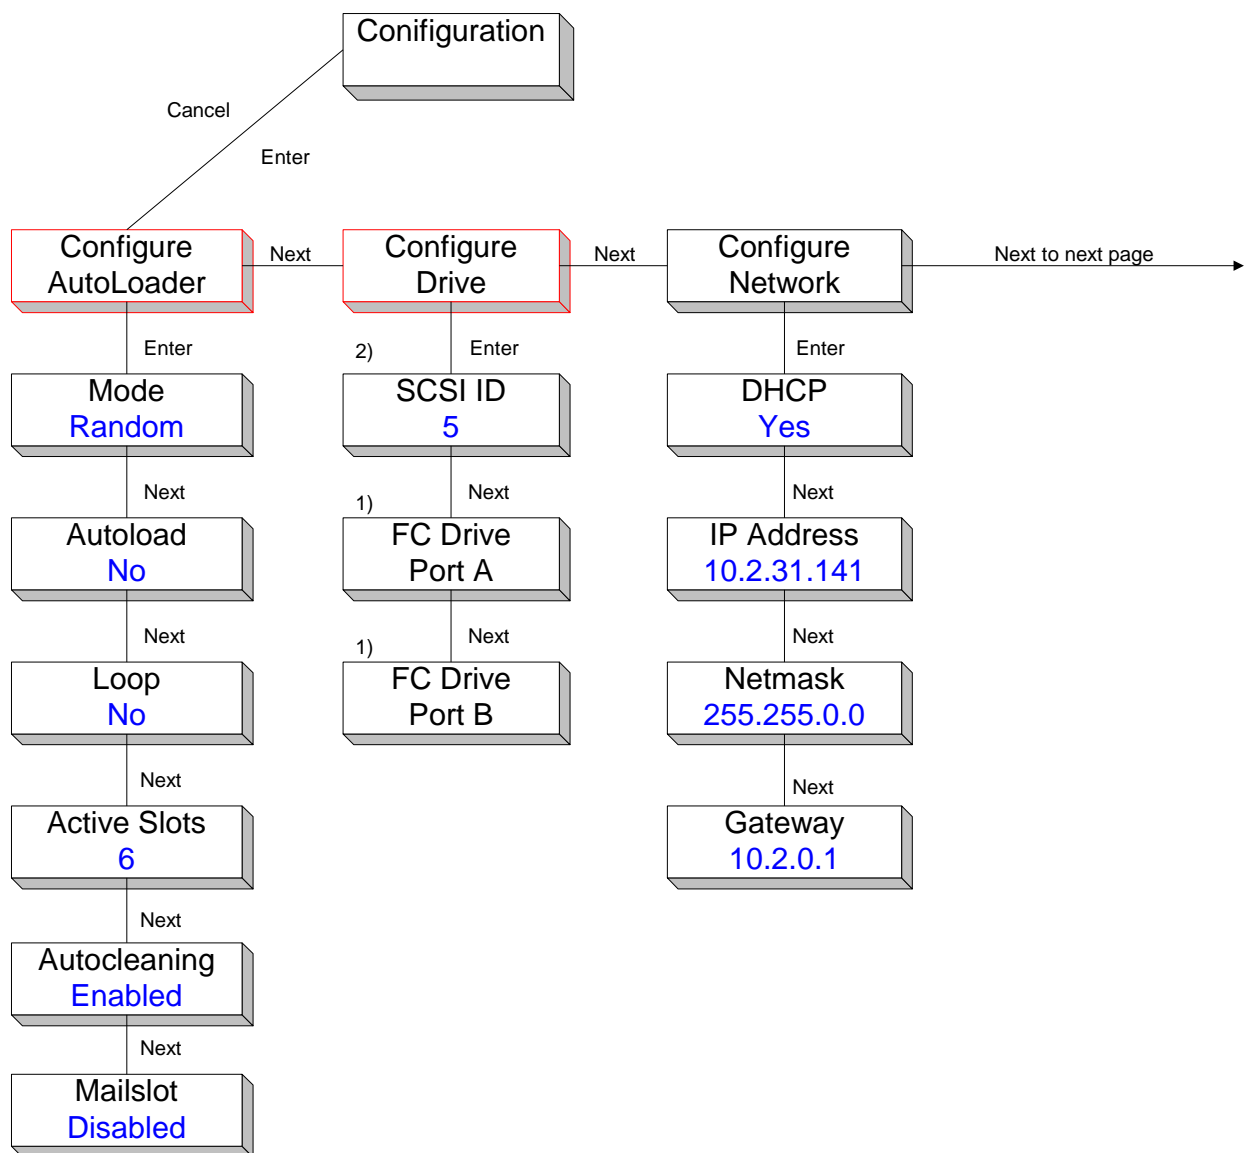 Conifiguration
Cancel
Enter
Configure
AutoLoader
Next
Configure
Drive
Next
Configure
Network
Next to next page
Enter
Mode
Random
Next
Autoload
No
Next
Loop
No
Next
Active Slots
6
Next
Autocleaning
Enabled
Next
Mailslot
Disabled
2)
Enter
SCSI ID
5
1)
Next
FC Drive
Port A
1)
Next
FC Drive
Port B
Enter
DHCP
Yes
Next
IP Address
10.2.31.141
Next
Netmask
255.255.0.0
Next
Gateway
10.2.0.1